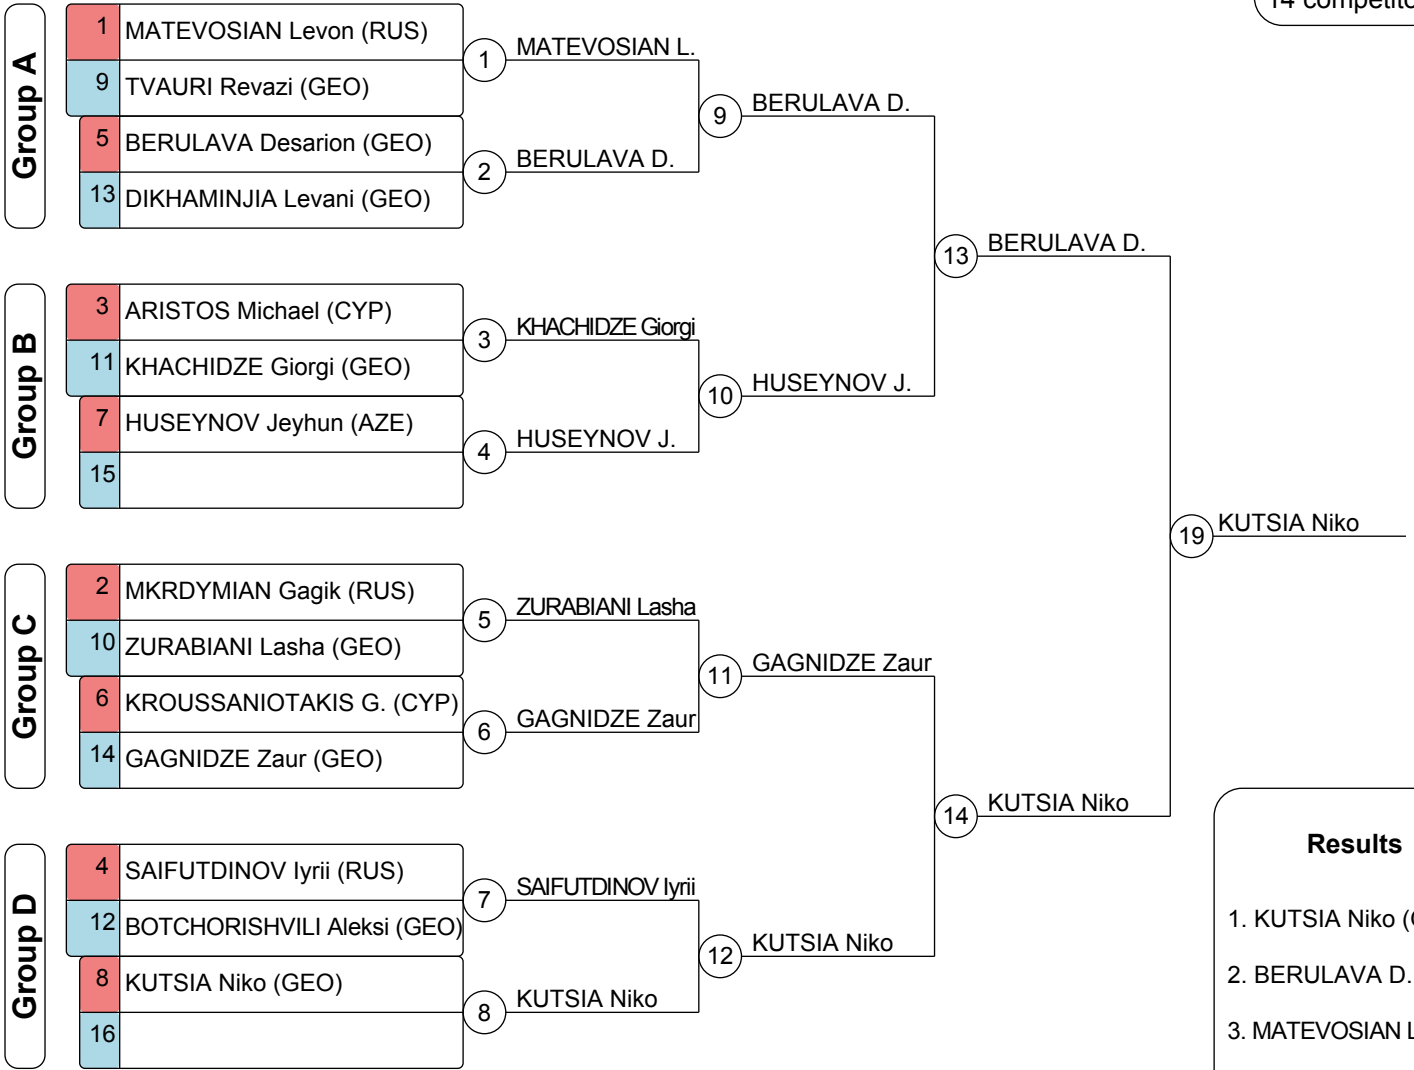 14 competito
Group A
1 MATEVOSIAN Levon (RUS)
9 TVAURI Revazi (GEO)
5 BERULAVA Desarion (GEO)
13 DIKHAMINJIA Levani (GEO)
1 MATEVOSIAN L.
2 BERULAVA D.
9 BERULAVA D.
Group B
3 ARISTOS Michael (CYP)
11 KHACHIDZE Giorgi (GEO)
7 HUSEYNOV Jeyhun (AZE)
15
3 KHACHIDZE Giorgi
4 HUSEYNOV J.
10 HUSEYNOV J.
13 BERULAVA D.
Group C
2 MKRDYMIAN Gagik (RUS)
10 ZURABIANI Lasha (GEO)
6 KROUSSANIOTAKIS G. (CYP)
14 GAGNIDZE Zaur (GEO)
5 ZURABIANI Lasha
6 GAGNIDZE Zaur
11 GAGNIDZE Zaur
Group D
4 SAIFUTDINOV Iyrii (RUS)
12 BOTCHORISHVILI Aleksi (GEO)
8 KUTSIA Niko (GEO)
16
7 SAIFUTDINOV Iyrii
8 KUTSIA Niko
12 KUTSIA Niko
14 KUTSIA Niko
19 KUTSIA Niko
Results
1. KUTSIA Niko (
2. BERULAVA D.
3. MATEVOSIAN L